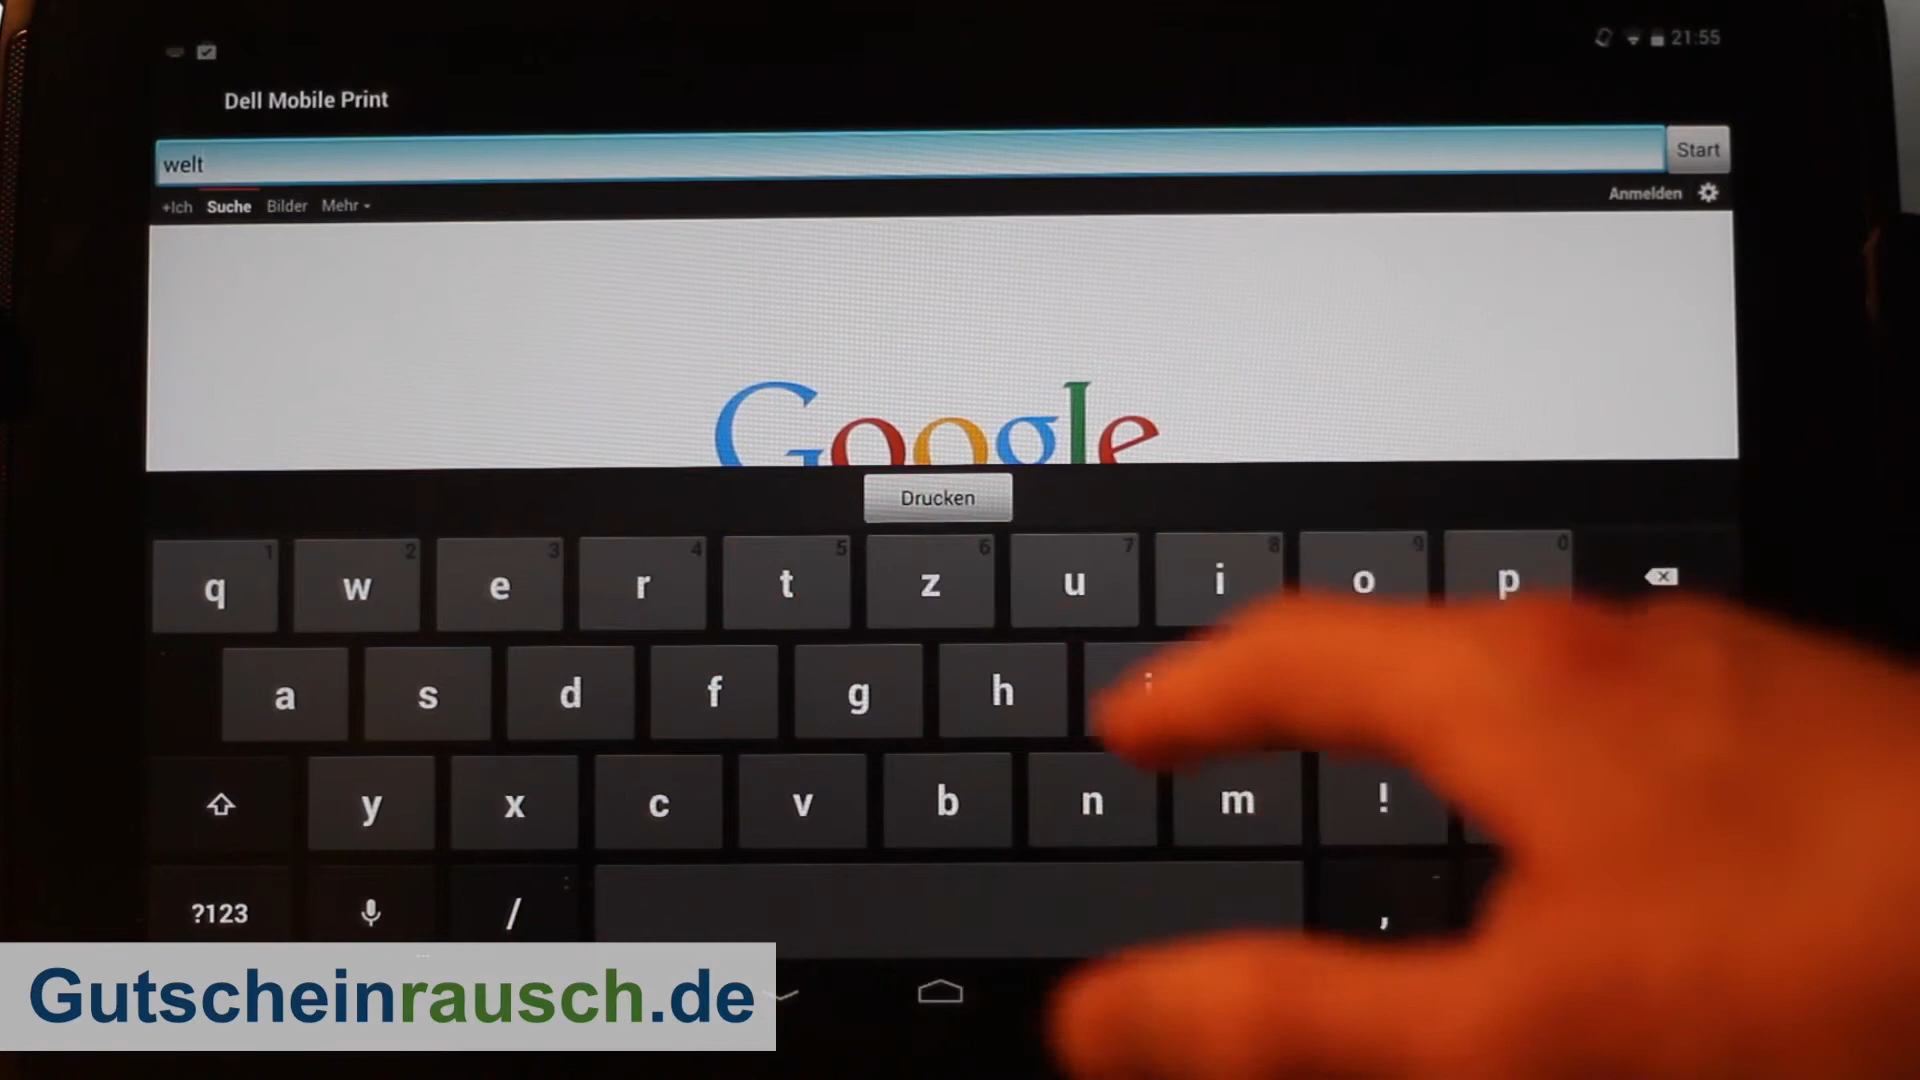 21:55
Dell Mobile Print
welt
Start
+Ich Suche Bilder Mehr
Anmelden
Google
Drucken
1 2 3 4 5 6 7 8 9 0
q w e r t z u i o p
a s d f g h j
y x c v b n m !
?123 / : ,
Gutscheinrausch.de